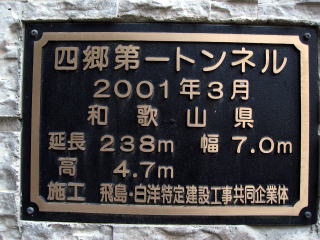 四郷第一トンネル
2001年3月
和歌山県
延長 238m 幅 7.0m
高 4.7m
施工 飛島・白洋特定建設工事共同企業体